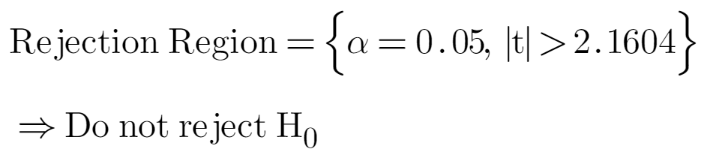 Rejection Region = {α = 0.05, |t| > 2.1604}
⇒ Do not reject H₀